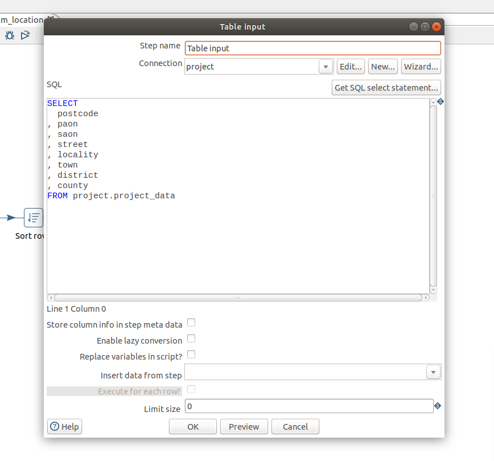 Table input
m_location
Step name
Table input
Connection
project
Edit...
New...
Wizard...
SQL
Get SQL select statement...
SELECT
postcode
, paon
, saon
, street
, locality
, town
, district
, county
FROM project.project_data
Sort row
Line 1 Column 0
Store column info in step meta data
Enable lazy conversion
Replace variables in script?
Insert data from step
Execute for each row?
Limit size
0
Help
OK
Preview
Cancel